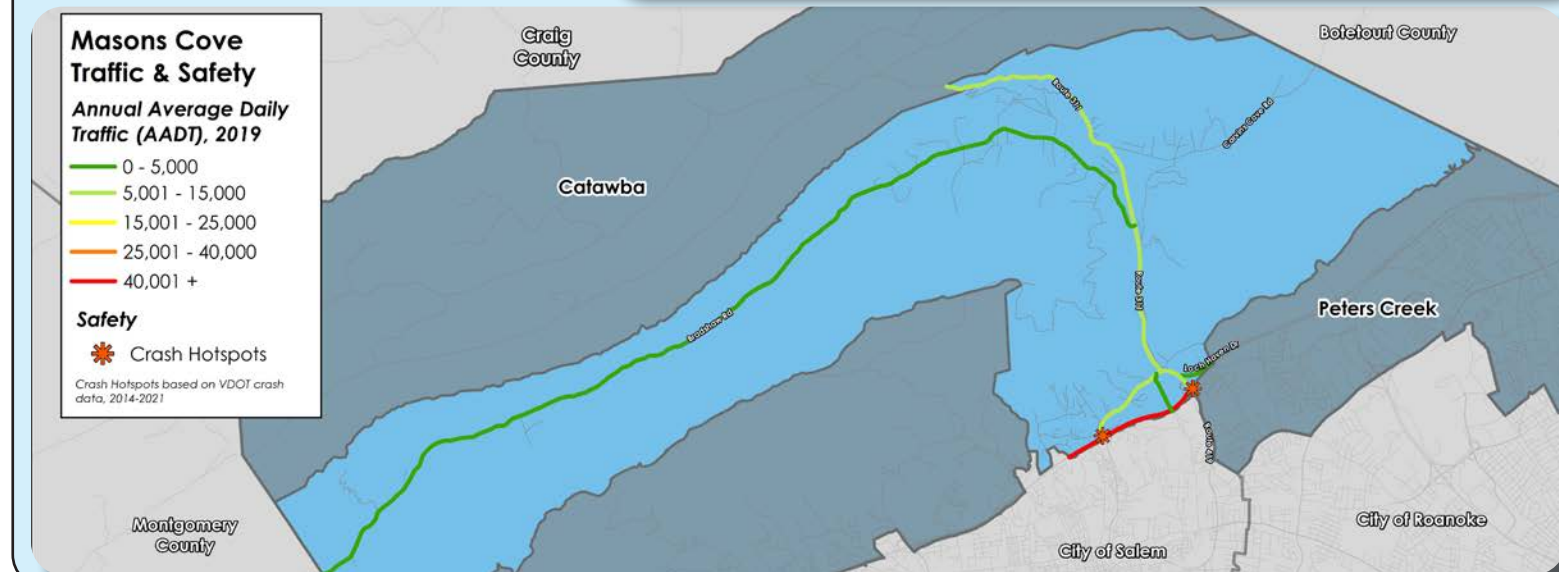 Masons Cove
Traffic & Safety
Annual Average Daily
Traffic (AADT), 2019
0 - 5,000
5,001 - 15,000
15,001 - 25,000
25,001 - 40,000
40,001 +
Safety
Crash Hotspots
Crash Hotspots based on VDOT crash
data, 2014-2021
Craig
County
Botetourt County
Route 311
Carvins Cove Rd
Catawba
Route 311
Bradshaw Rd
Peters Creek
Loch Haven Dr
Route 419
Montgomery
County
City of Salem
City of Roanoke